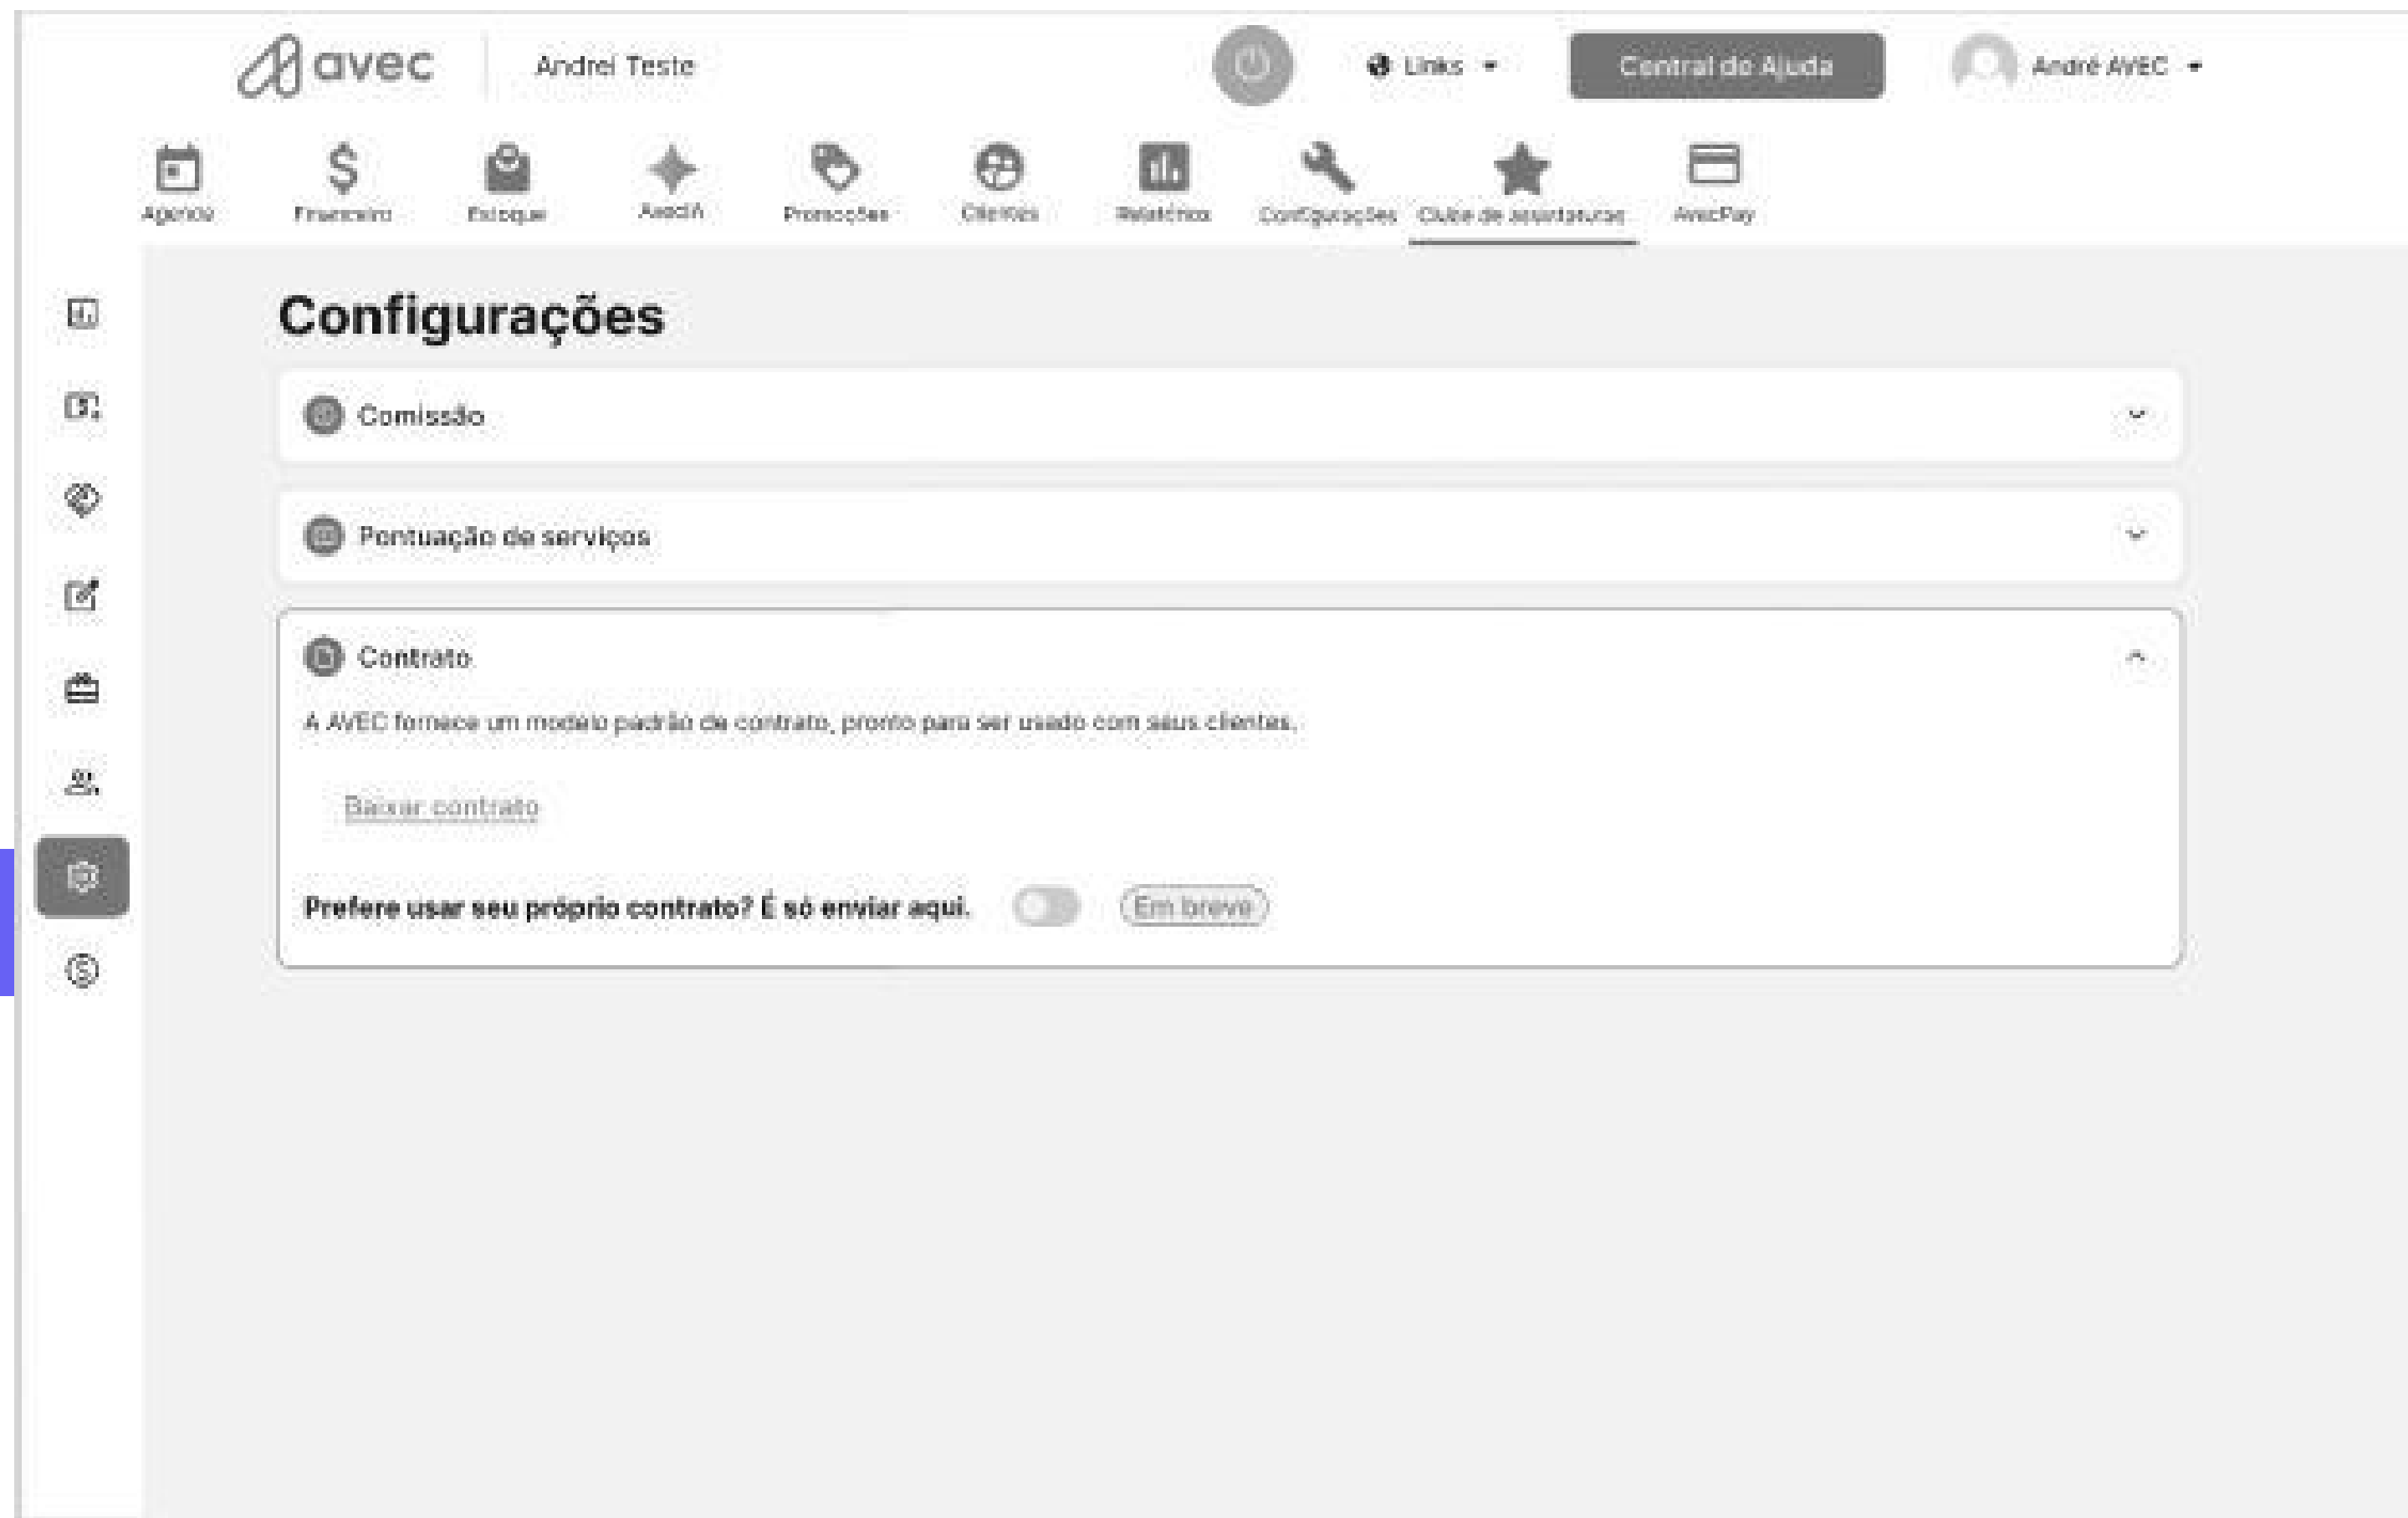 avec
Andrei Teste
Links
Central de Ajuda
André AVEC
Agenda
Financeiro
Estoque
Promoções
Clientes
Relatórios
Configurações
Clube de assinaturas
AvecPay
Configurações
Comissão
Pontuação de serviços
Contrato
A AVEC fornece um modelo padrão de contrato, pronto para ser usado com seus clientes.
Baixar contrato
Prefere usar seu próprio contrato? É só enviar aqui.
Em breve